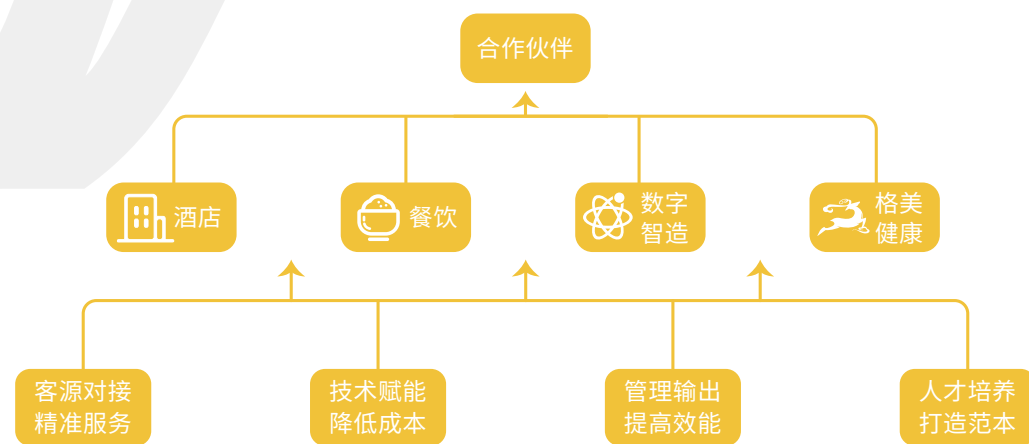 合作伙伴
酒店
餐饮
数字
智造
格美
健康
客源对接
精准服务
技术赋能
降低成本
管理输出
提高效能
人才培养
打造范本